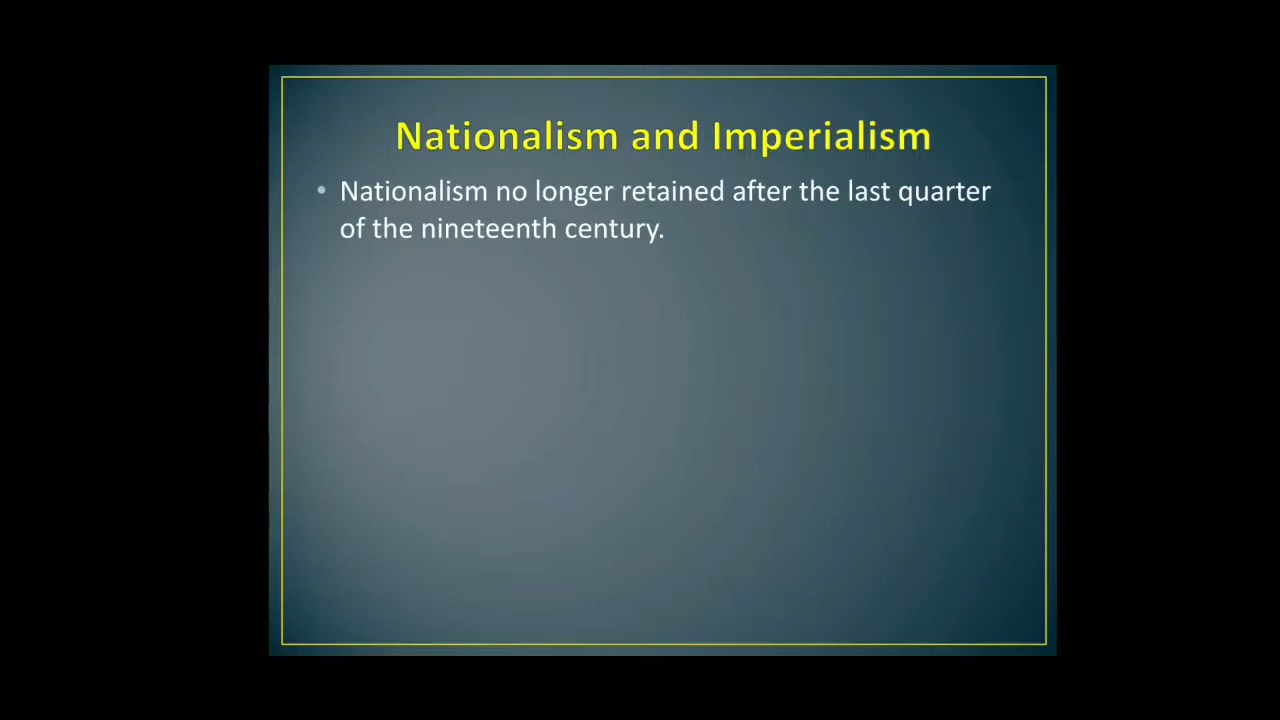 Nationalism and Imperialism
• Nationalism no longer retained after the last quarter
of the nineteenth century.